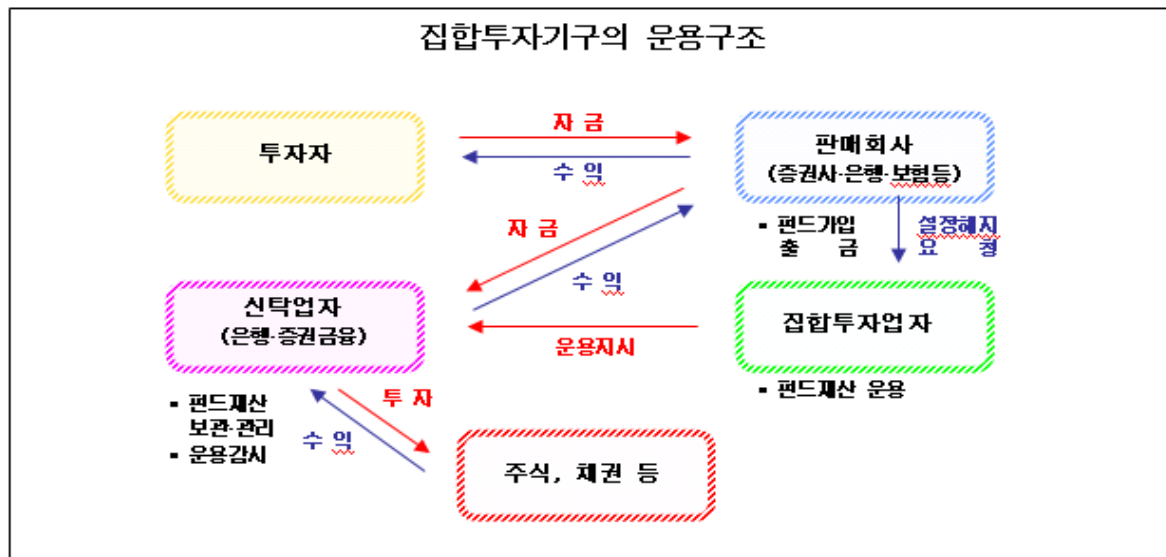 집합투자기구의 운용구조
투자자
자 금
수 익
판매회사
(증권사·은행·보험등)
▪ 펀드가입
출 금
설정해지
요 청
자 금
수 익
신탁업자
(은행·증권금융)
운용지시
집합투자업자
▪ 펀드재산 운용
▪ 펀드재산
보관·관리
▪ 운용감시
투 자
수 익
주식, 채권 등